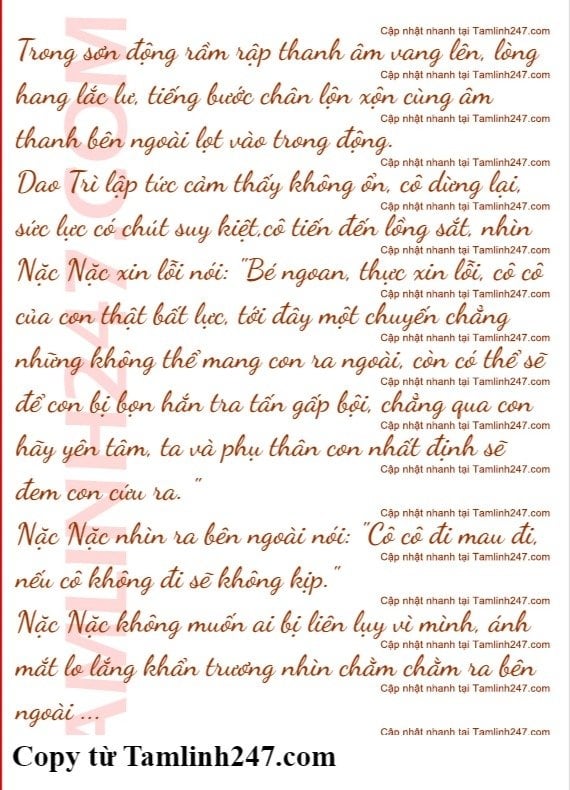 Cập nhật nhanh tại Tamlinh247.com
Trong sơn động rầm rập thanh âm vang lên, lòng
Cập nhật nhanh tại Tamlinh247.com
hang lắc lư, tiếng bước chân lộn xộn cùng âm
Cập nhật nhanh tại Tamlinh247.com
thanh bên ngoài lọt vào trong động.
Cập nhật nhanh tại Tamlinh247.com
Dao Trì lập tức cảm thấy không ổn, cô dừng lại,
Cập nhật nhanh tại Tamlinh247.com
sức lực có chút suy kiệt,cô tiến đến lồng sắt, nhìn
Cập nhật nhanh tại Tamlinh247.com
Nặc Nặc xin lỗi nói: "Bé ngoan, thực xin lỗi, cô cô
Cập nhật nhanh tại Tamlinh247.com
của con thật bất lực, tới đây một chuyến chẳng
Cập nhật nhanh tại Tamlinh247.com
những không thể mang con ra ngoài, còn có thể sẽ
Cập nhật nhanh tại Tamlinh247.com
để con bị bọn hắn tra tấn gấp bội, chẳng qua con
Cập nhật nhanh tại Tamlinh247.com
hãy yên tâm, ta và phụ thân con nhất định sẽ
Cập nhật nhanh tại Tamlinh247.com
đem con cứu ra. "
Cập nhật nhanh tại Tamlinh247.com
Nặc Nặc nhìn ra bên ngoài nói: "Cô cô đi mau đi,
Cập nhật nhanh tại Tamlinh247.com
nếu cô không đi sẽ không kịp."
Cập nhật nhanh tại Tamlinh247.com
Nặc Nặc không muốn ai bị liên lụy vì mình, ánh
Cập nhật nhanh tại Tamlinh247.com
mắt lo lắng khẩn trương nhìn chằm chằm ra bên
Cập nhật nhanh tại Tamlinh247.com
ngoài ...
Cập nhật nhanh tại Tamlinh247.com
AMLINH247.COM
Copy từ Tamlinh247.com